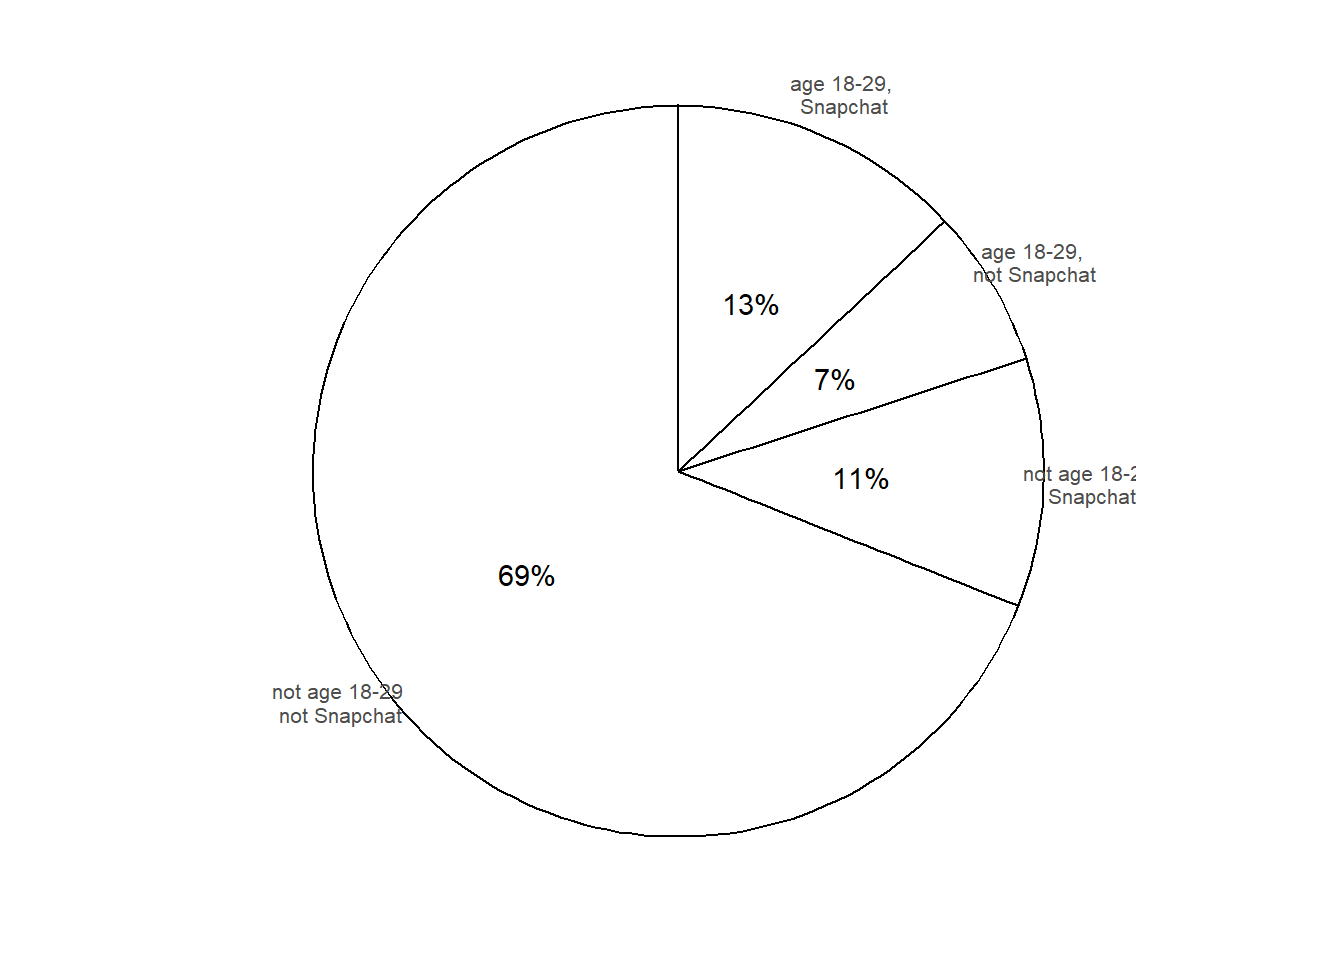 age 18-29,
Snapchat
age 18-29,
not Snapchat
13%
7%
not age 18-2
Snapchat
11%
69%
not age 18-29
not Snapchat